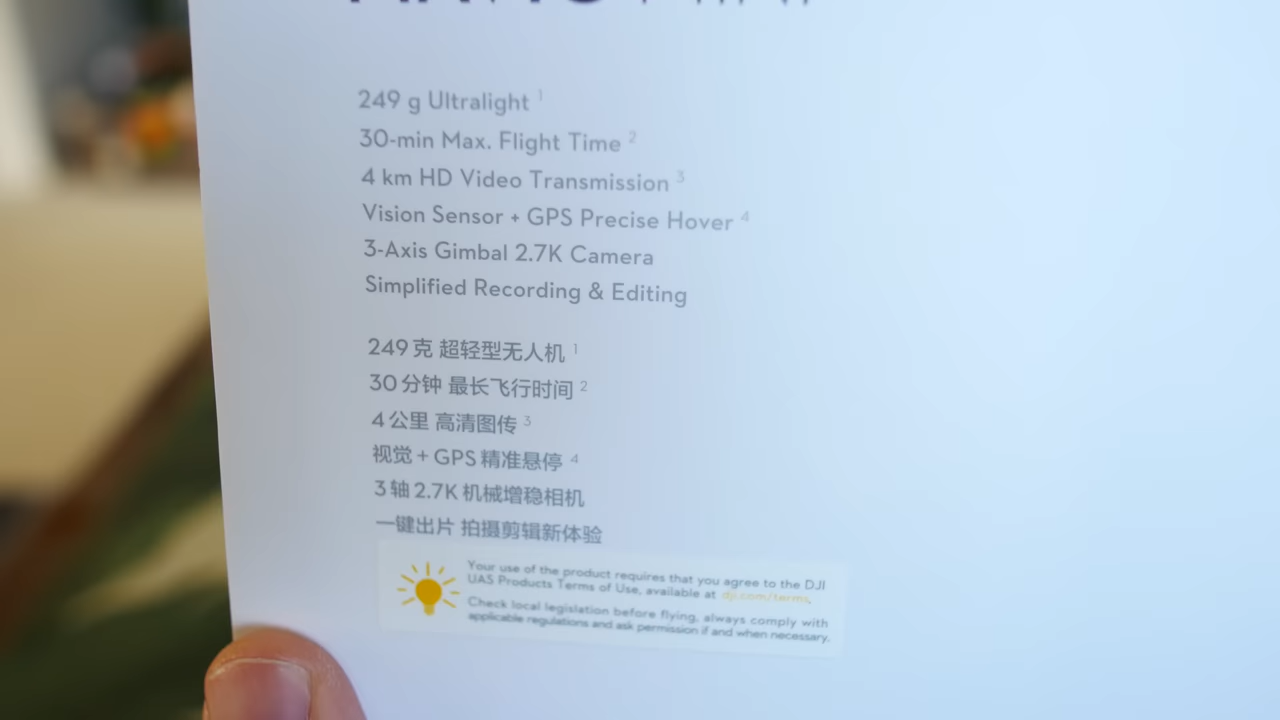 249 g Ultralight 1
30-min Max. Flight Time 2
4 km HD Video Transmission 3
Vision Sensor + GPS Precise Hover 4
3-Axis Gimbal 2.7K Camera
Simplified Recording & Editing
249克 超轻型无人机 1
30分钟 最长飞行时间 2
4公里 高清图传 3
视觉 + GPS 精准悬停 4
3轴 2.7K 机械增稳相机
一键出片 拍摄剪辑新体验
Your use of the product requires that you agree to the DJI
UAS Products Terms of Use, available at dji.com/terms.
Check local legislation before flying, always comply with
applicable regulations and ask permission if and when necessary.